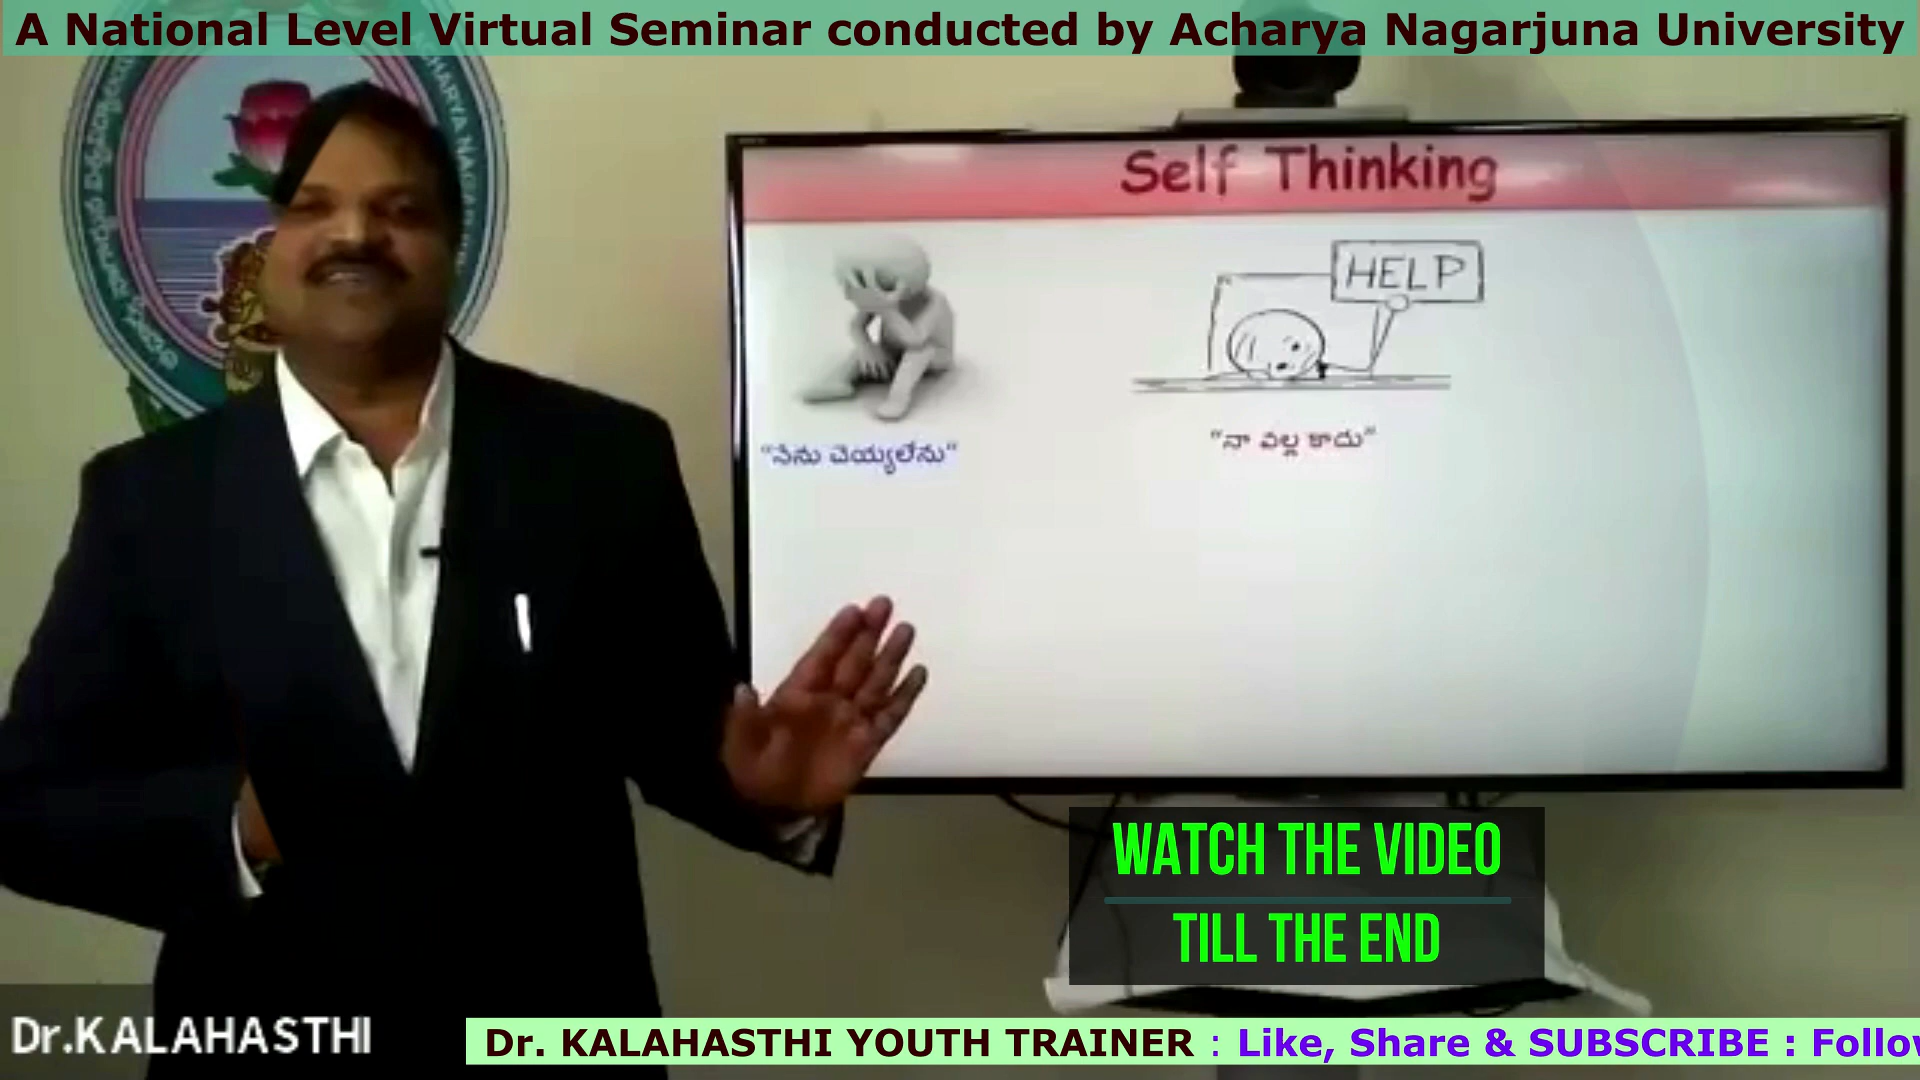 A National Level Virtual Seminar conducted by Acharya Nagarjuna University
Self Thinking
HELP
"నేను చెయ్యలేను"
"నా వల్ల కాదు"
WATCH THE VIDEO
TILL THE END
Dr.KALAHASTHI
Dr. KALAHASTHI YOUTH TRAINER : Like, Share & SUBSCRIBE :